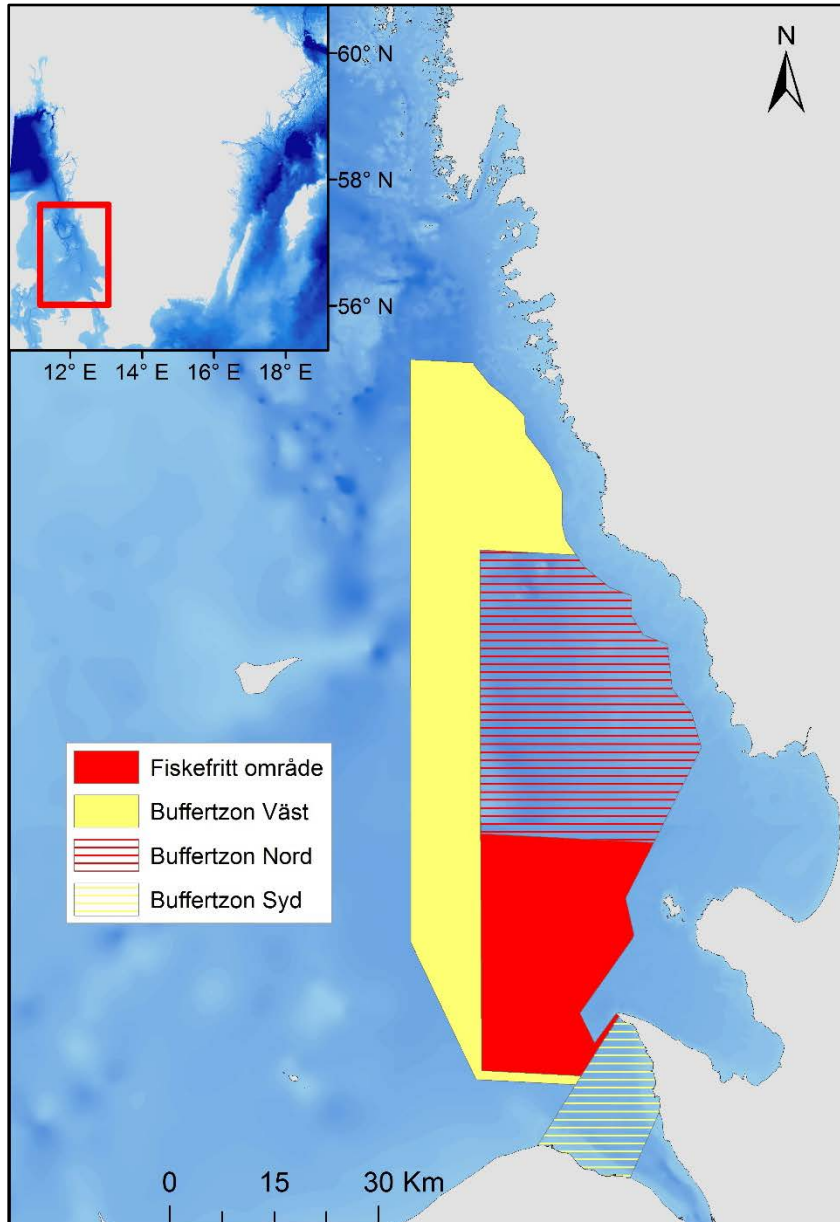 60° N
58° N
56° N
12° E 14° E 16° E 18° E
N
Fiskefritt område
Buffertzon Väst
Buffertzon Nord
Buffertzon Syd
0 15 30 Km